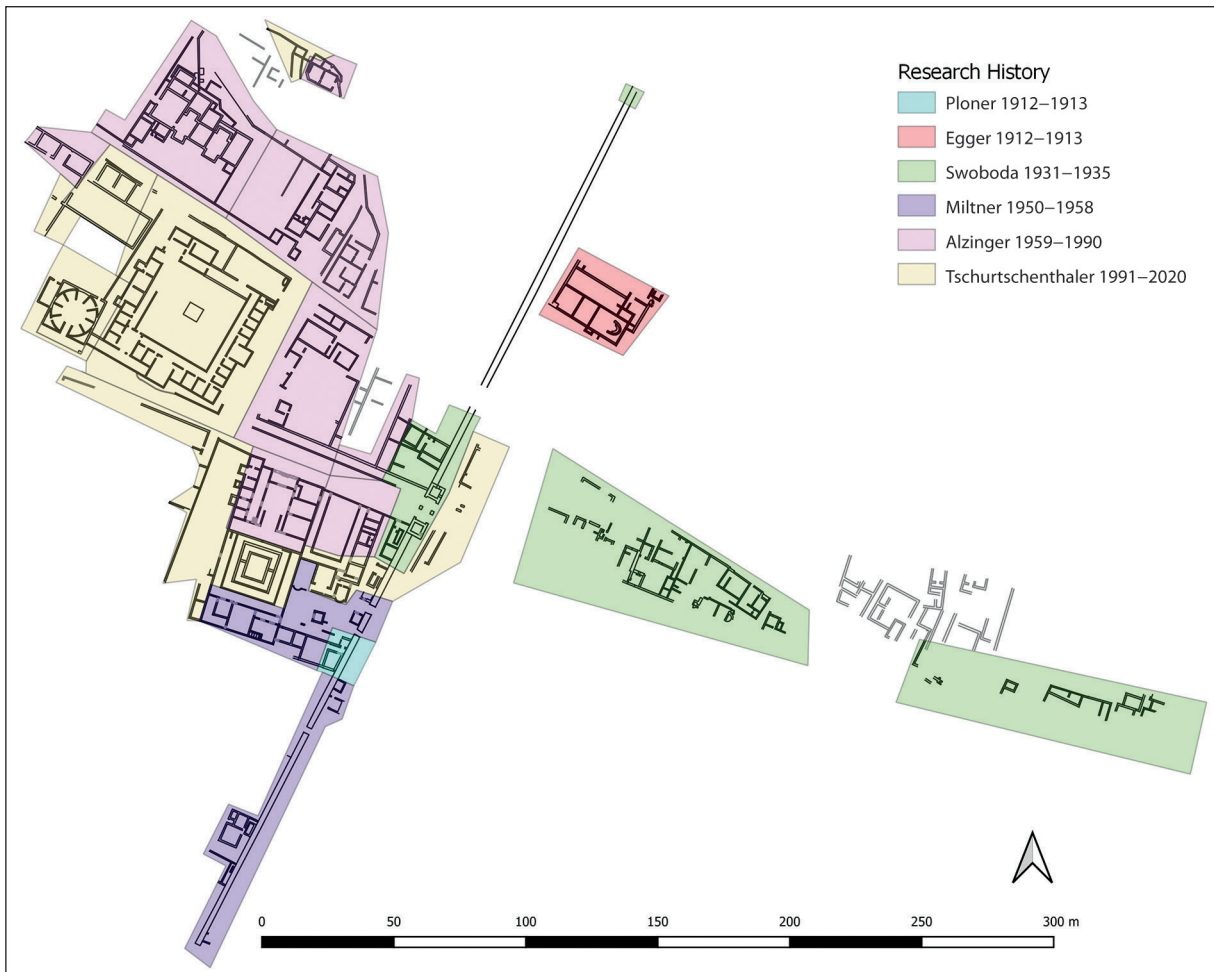 Research History
Ploner 1912–1913
Egger 1912–1913
Swoboda 1931–1935
Miltner 1950–1958
Alzinger 1959–1990
Tschurtschenthaler 1991–2020
0 50 100 150 200 250 300 m